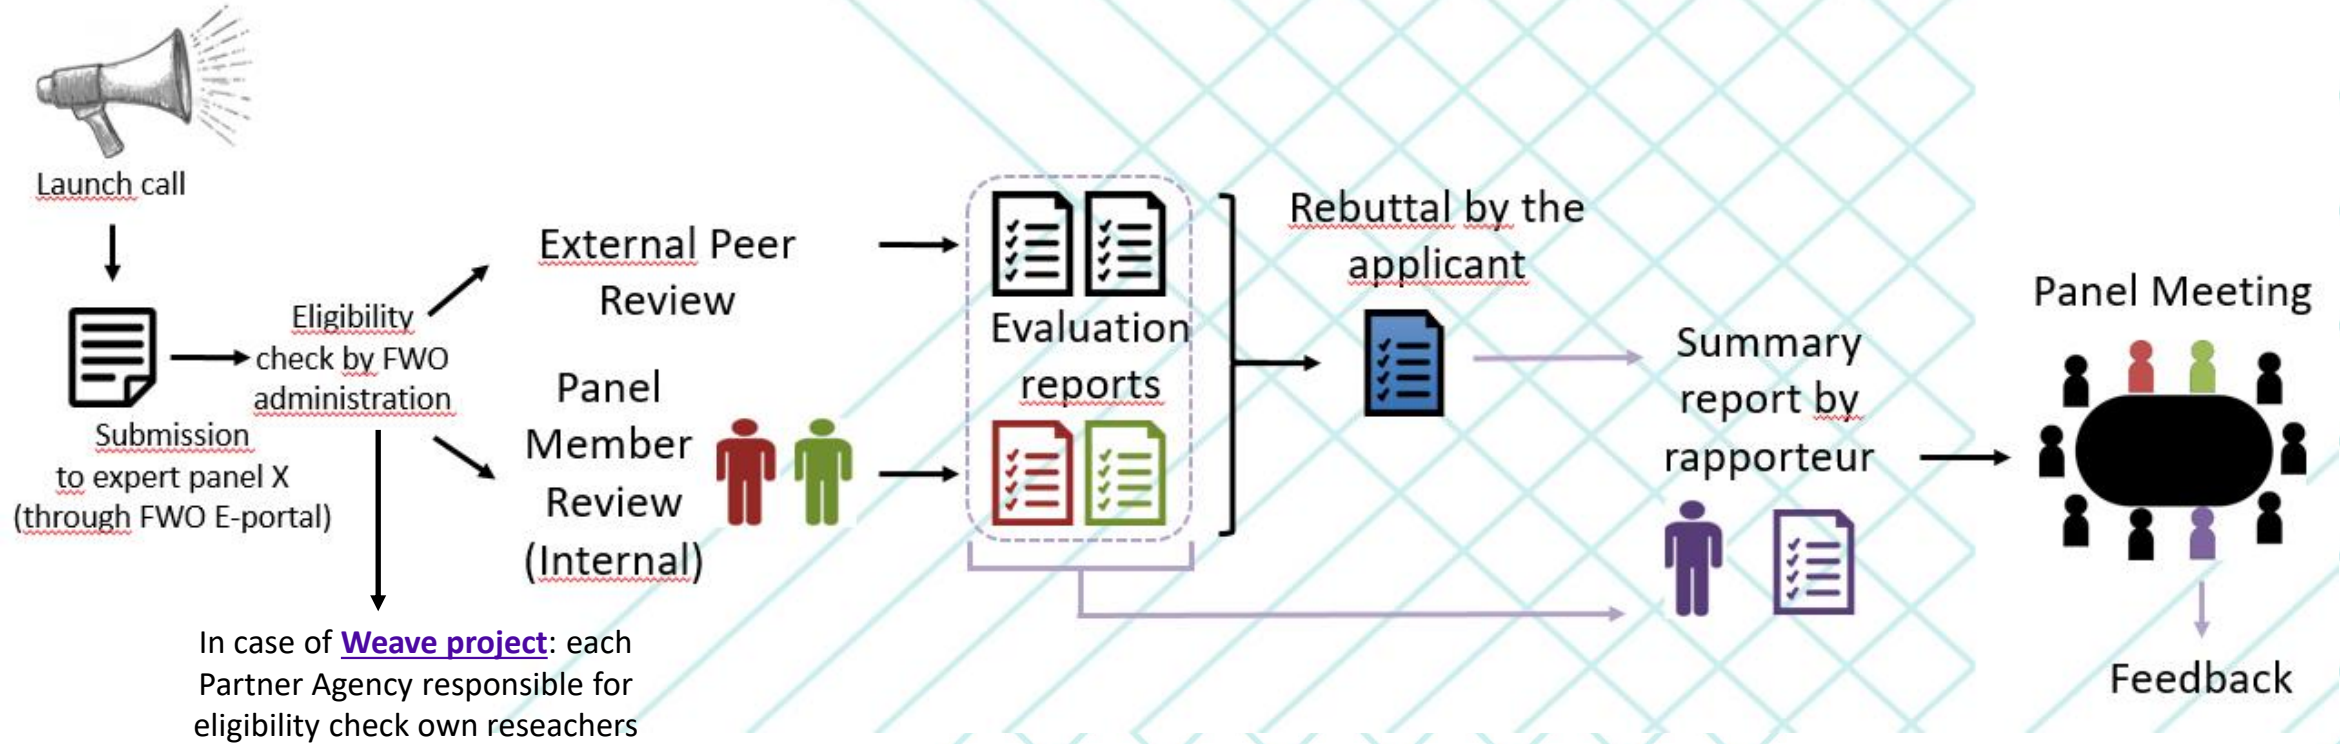 Launch call
Submission
to expert panel X
(through FWO E-portal)
Eligibility
check by FWO
administration
In case of Weave project: each
Partner Agency responsible for
eligibility check own reseachers
External Peer
Review
Panel
Member
Review
(Internal)
Evaluation
reports
Rebuttal by the
applicant
Summary
report by
rapporteur
Panel Meeting
Feedback